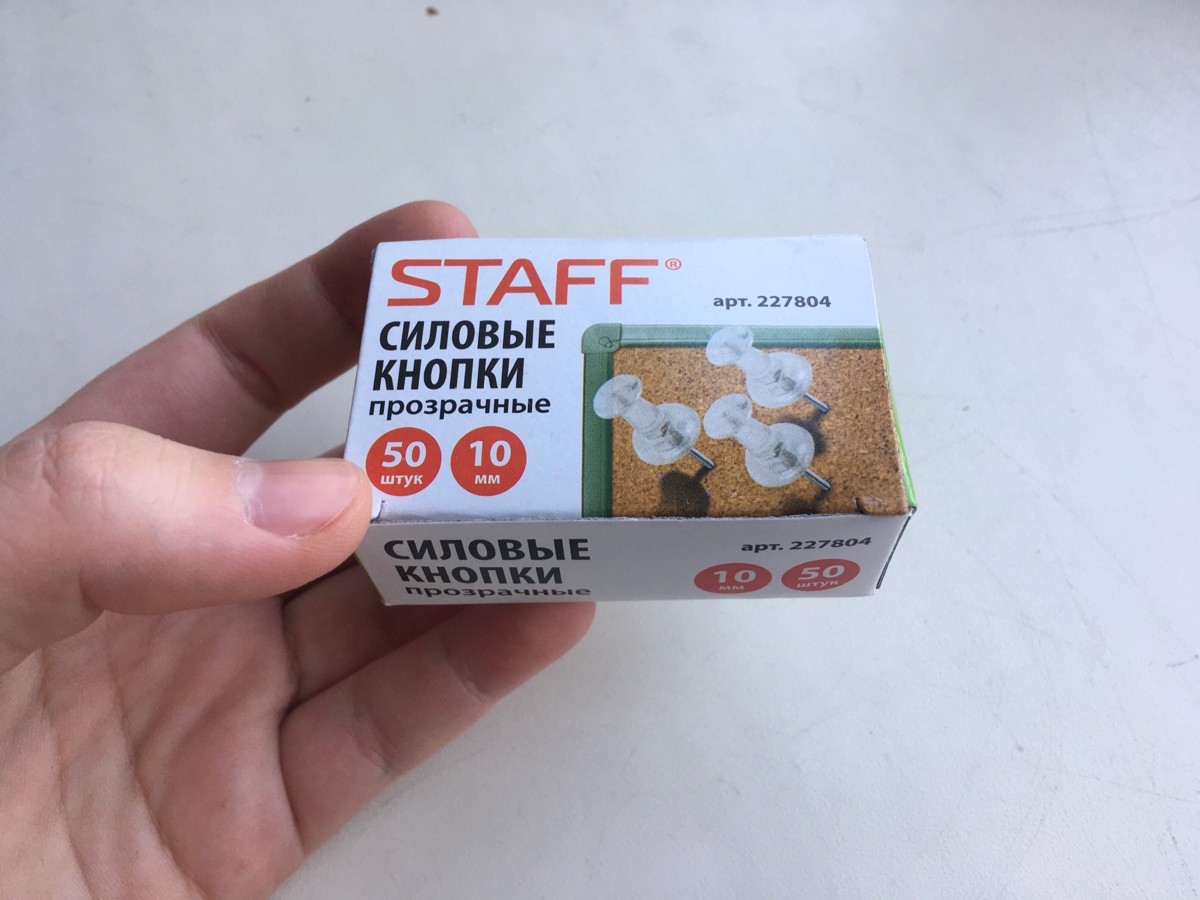 STAFF®
арт. 227804
СИЛОВЫЕ
КНОПКИ
прозрачные
50
штук
10
мм
СИЛОВЫЕ
КНОПКИ
прозрачные
арт. 227804
10
мм
50
штук